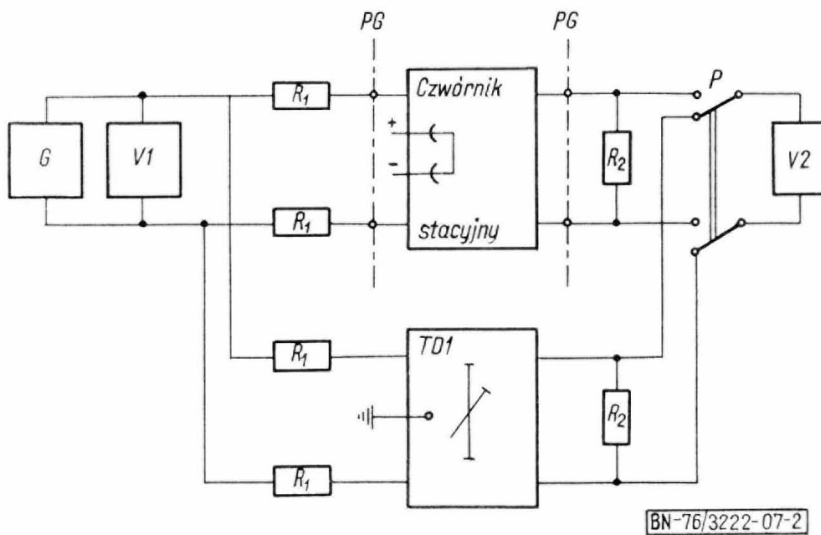 PG
PG
R1
Czwórnik
P
+
-
G
V1
R2
V2
R1
stacyjny
R1
TD1
R2
R1
BN-76/3222-07-2